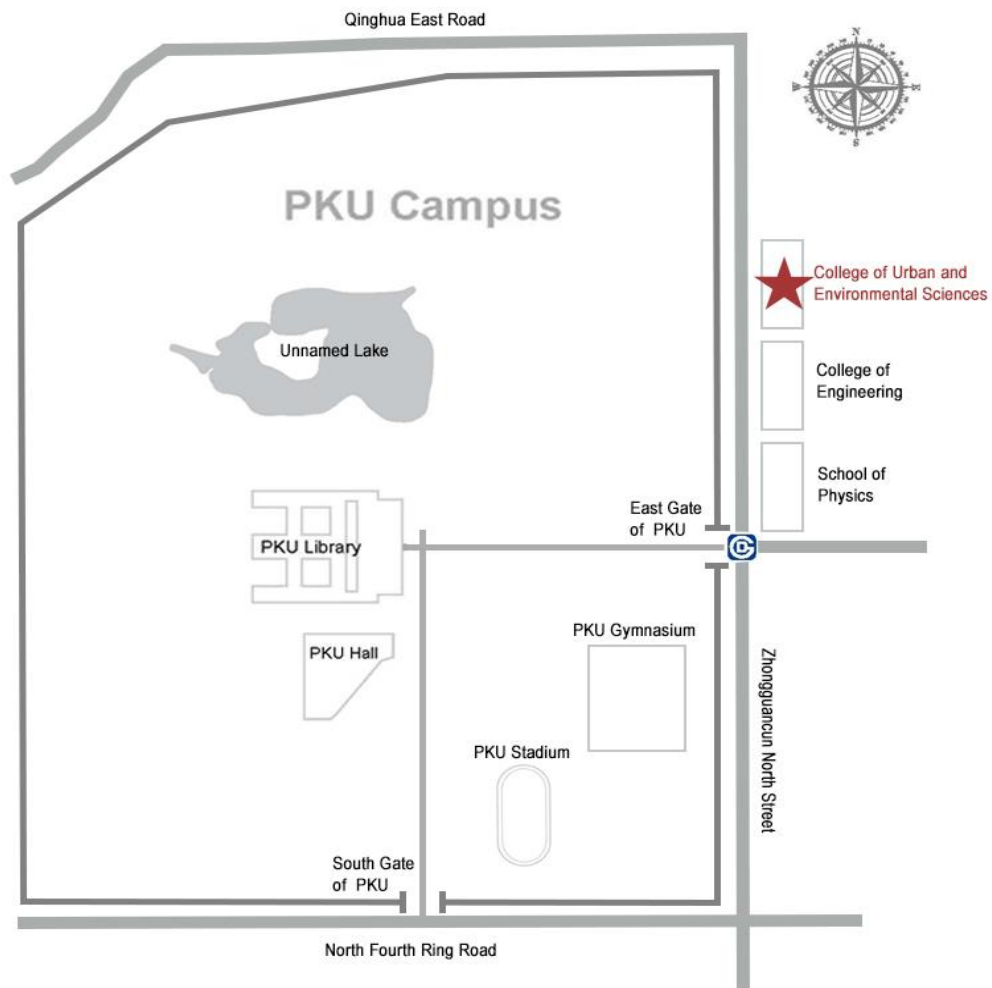 Qinghua East Road
N
W
E
S
PKU Campus
College of Urban and
Environmental Sciences
Unnamed Lake
College of
Engineering
School of
Physics
East Gate
of PKU
PKU Library
PKU Gymnasium
PKU Hall
Zhongguancun North Street
PKU Stadium
South Gate
of PKU
North Fourth Ring Road